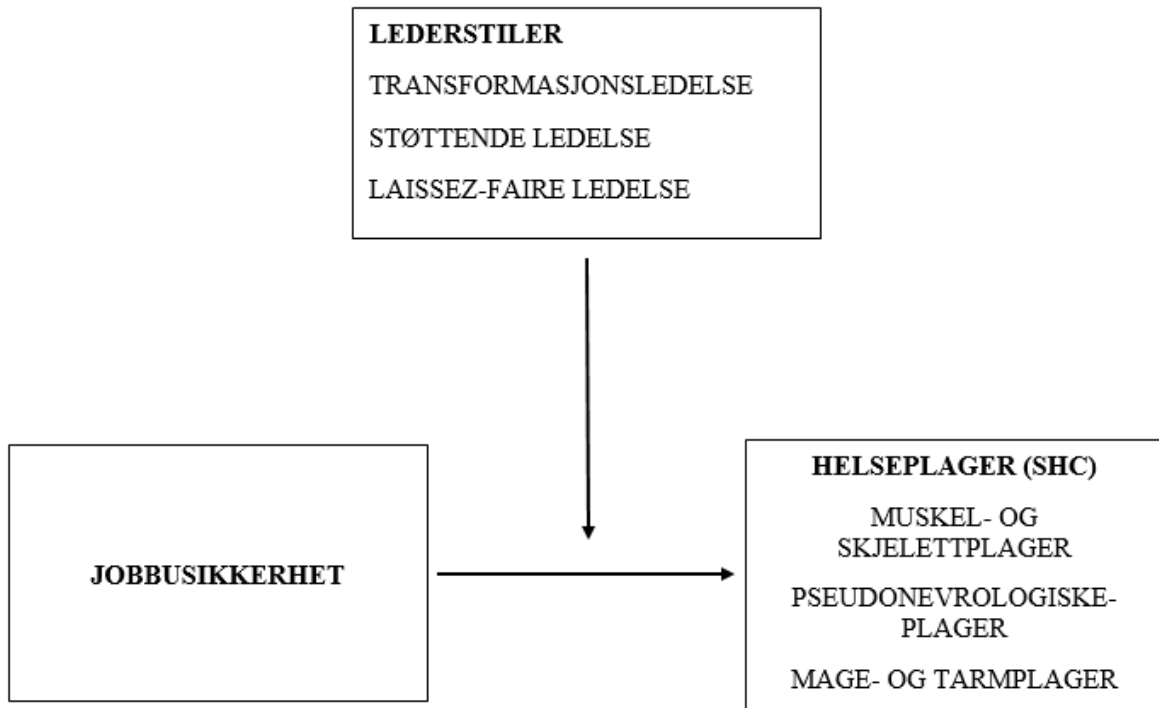 LEDERSTILER
TRANSFORMASJONSLEDELSE
STØTTENDE LEDELSE
LAISSEZ-FAIRE LEDELSE
JOBBUSIKKERHET
HELSEPLAGER (SHC)
MUSKEL- OG
SKJELETTPLAGER
PSEUDONEVROLOGISKE-
PLAGER
MAGE- OG TARMPLAGER